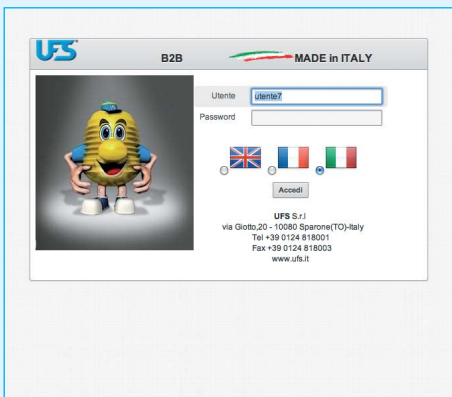 UFS
B2B
MADE in ITALY
Utente
utente7
Password
Accedi
UFS S.r.l
via Giotto,20 - 10080 Sparone(TO)-Italy
Tel +39 0124 818001
Fax +39 0124 818003
www.ufs.it